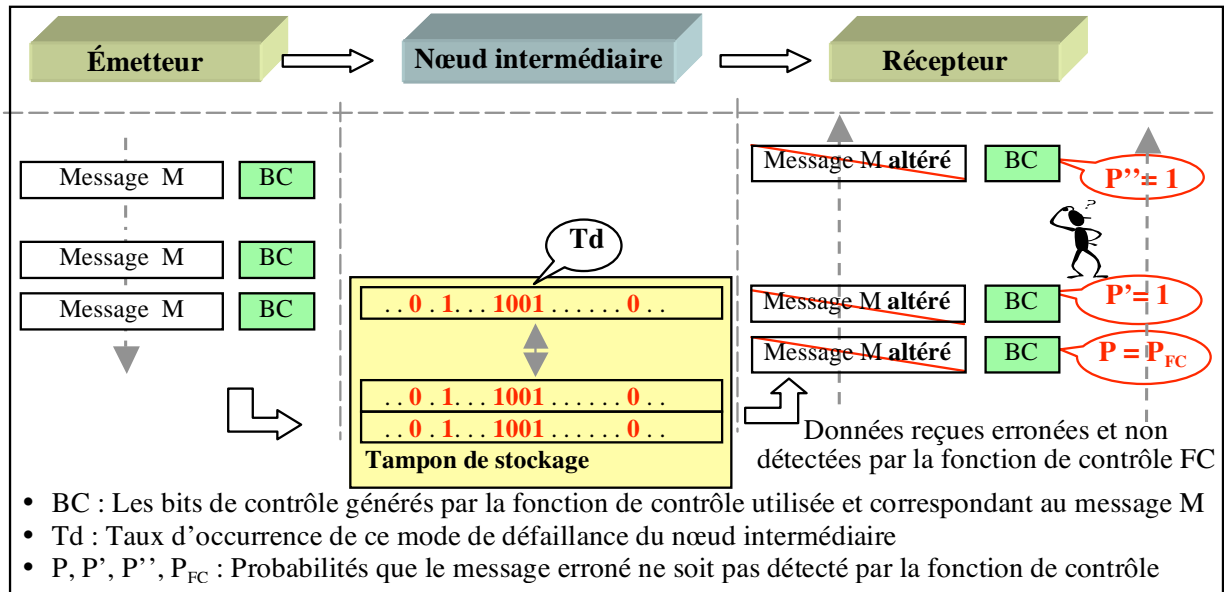 Émetteur
Nœud intermédiaire
Récepteur
Message M BC
Message M BC
Message M BC
Td
. . 0 . 1 . . . 1001 . . . . . . 0 . .
. . 0 . 1 . . . 1001 . . . . . . 0 . .
. . 0 . 1 . . . 1001 . . . . . . 0 . .
Tampon de stockage
Message M altéré BC P’’= 1
?
Message M altéré BC P’= 1
Message M altéré BC P = PFC
Données reçues erronées et non
détectées par la fonction de contrôle FC
• BC : Les bits de contrôle générés par la fonction de contrôle utilisée et correspondant au message M
• Td : Taux d’occurrence de ce mode de défaillance du nœud intermédiaire
• P, P’, P’’, PFC : Probabilités que le message erroné ne soit pas détecté par la fonction de contrôle